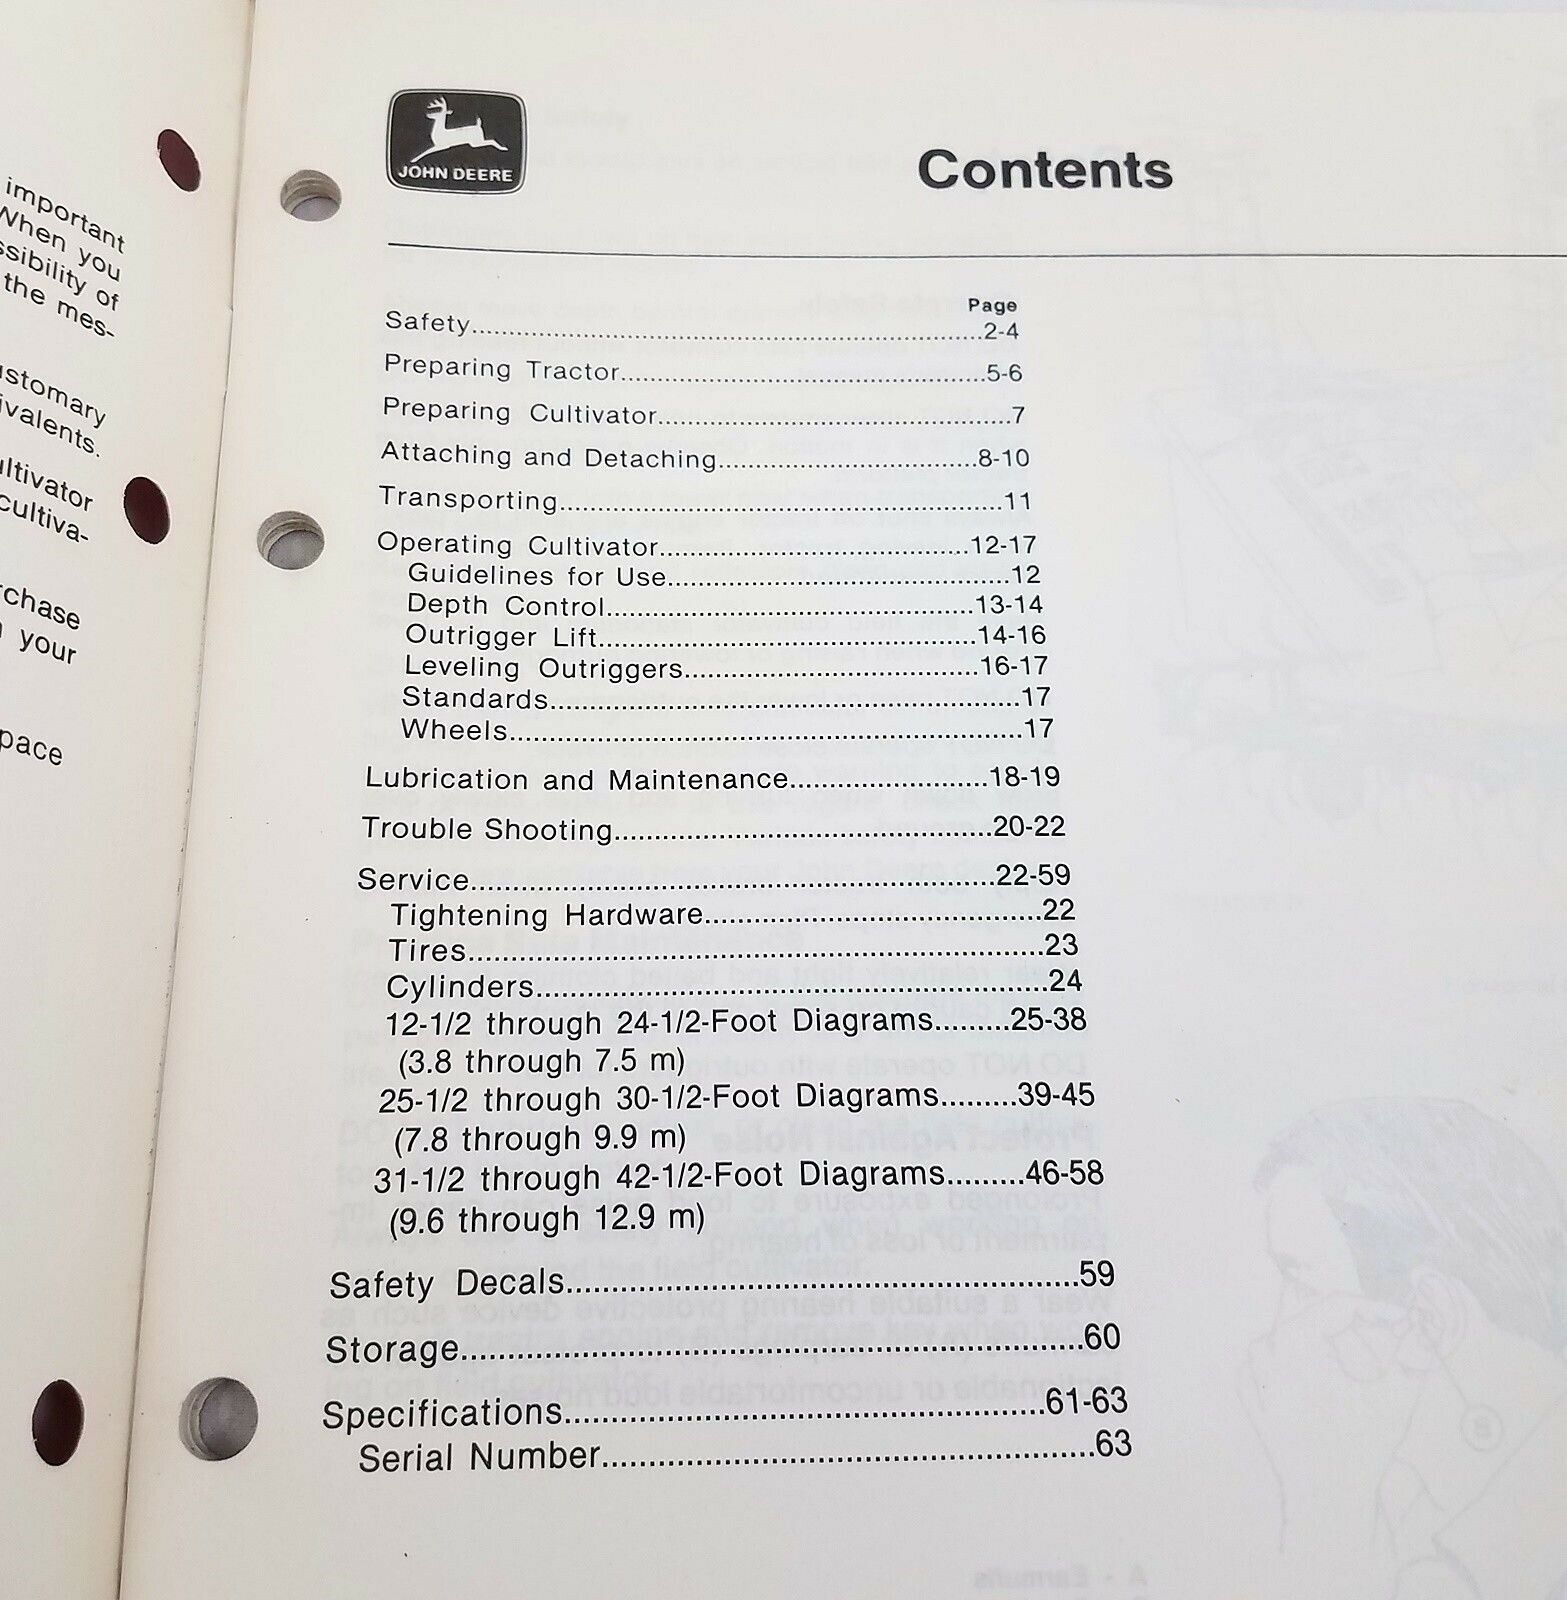 important
When you
ssibility of
the mes-
ustomary
ivalents.
ultivator
cultiva-
rchase
your
pace
JOHN DEERE
Contents
Page
Safety........2-4
Preparing Tractor........5-6
Preparing Cultivator........7
Attaching and Detaching........8-10
Transporting........11
Operating Cultivator........12-17
Guidelines for Use........12
Depth Control........13-14
Outrigger Lift........14-16
Leveling Outriggers........16-17
Standards........17
Wheels........17
Lubrication and Maintenance........18-19
Trouble Shooting........20-22
Service........22-59
Tightening Hardware........22
Tires........23
Cylinders........24
12-1/2 through 24-1/2-Foot Diagrams.........25-38
(3.8 through 7.5 m)
25-1/2 through 30-1/2-Foot Diagrams.........39-45
(7.8 through 9.9 m)
31-1/2 through 42-1/2-Foot Diagrams.........46-58
(9.6 through 12.9 m)
Safety Decals........59
Storage........60
Specifications........61-63
Serial Number........63